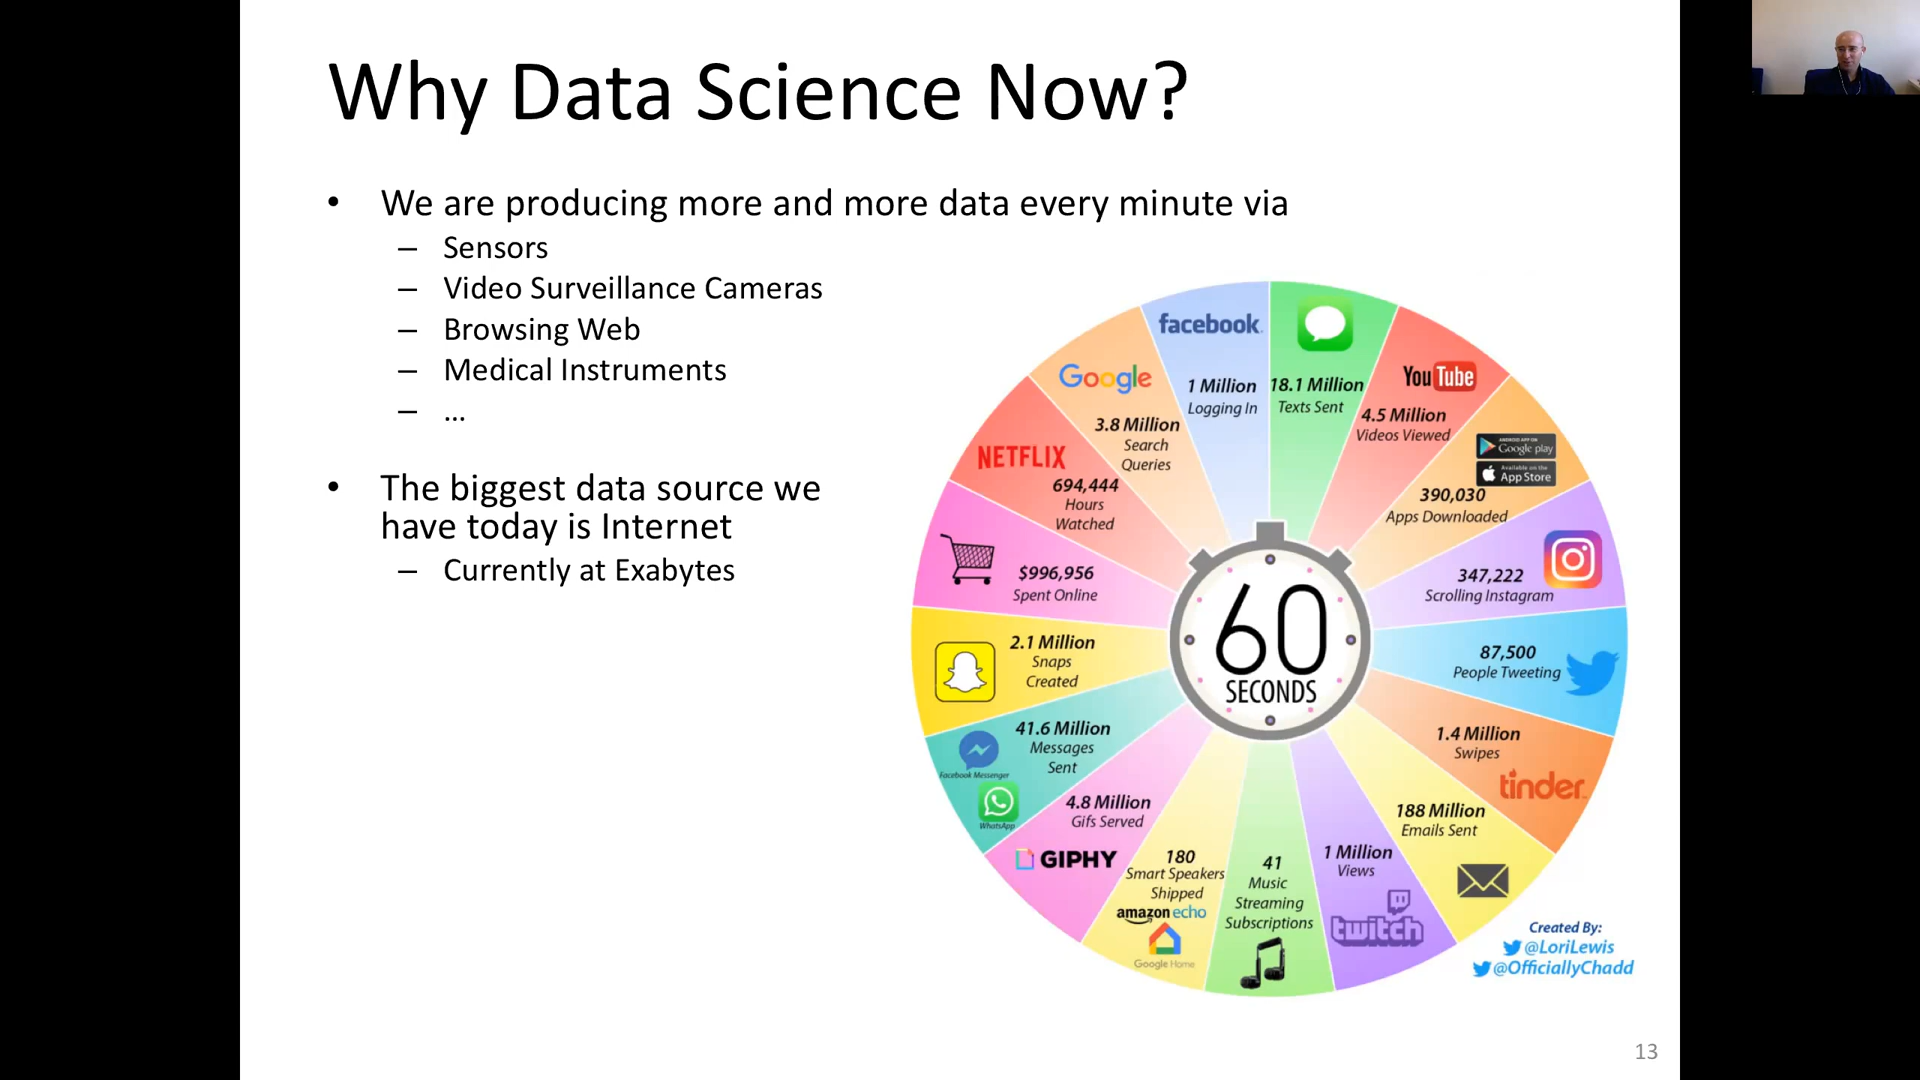 Why Data Science Now?
• We are producing more and more data every minute via
– Sensors
– Video Surveillance Cameras
– Browsing Web
– Medical Instruments
– ...
• The biggest data source we
have today is Internet
– Currently at Exabytes
facebook
1 Million
Logging In
18.1 Million
Texts Sent
YouTube
4.5 Million
Videos Viewed
ANDROID APP ON
Google play
Available on the
App Store
390,030
Apps Downloaded
347,222
Scrolling Instagram
87,500
People Tweeting
1.4 Million
Swipes
tinder
188 Million
Emails Sent
1 Million
Views
twitch
41
Music
Streaming
Subscriptions
180
Smart Speakers
Shipped
amazon echo
Google Home
4.8 Million
Gifs Served
GIPHY
41.6 Million
Messages
Sent
Facebook Messenger
WhatsApp
2.1 Million
Snaps
Created
$996,956
Spent Online
NETFLIX
694,444
Hours
Watched
Google
3.8 Million
Search
Queries
60
SECONDS
Created By:
@LoriLewis
@OfficiallyChadd
13